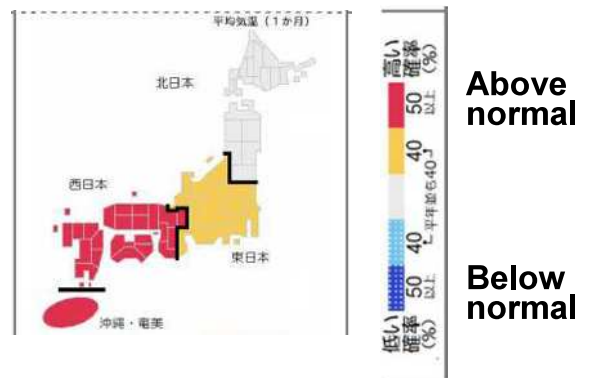 平均気温(1か月)
北日本
西日本
東日本
沖縄・奄美
高い
確率
(%)
50
以上
40
平年並も40
40
50
以上
低い
確率
(%)
Above
normal
Below
normal